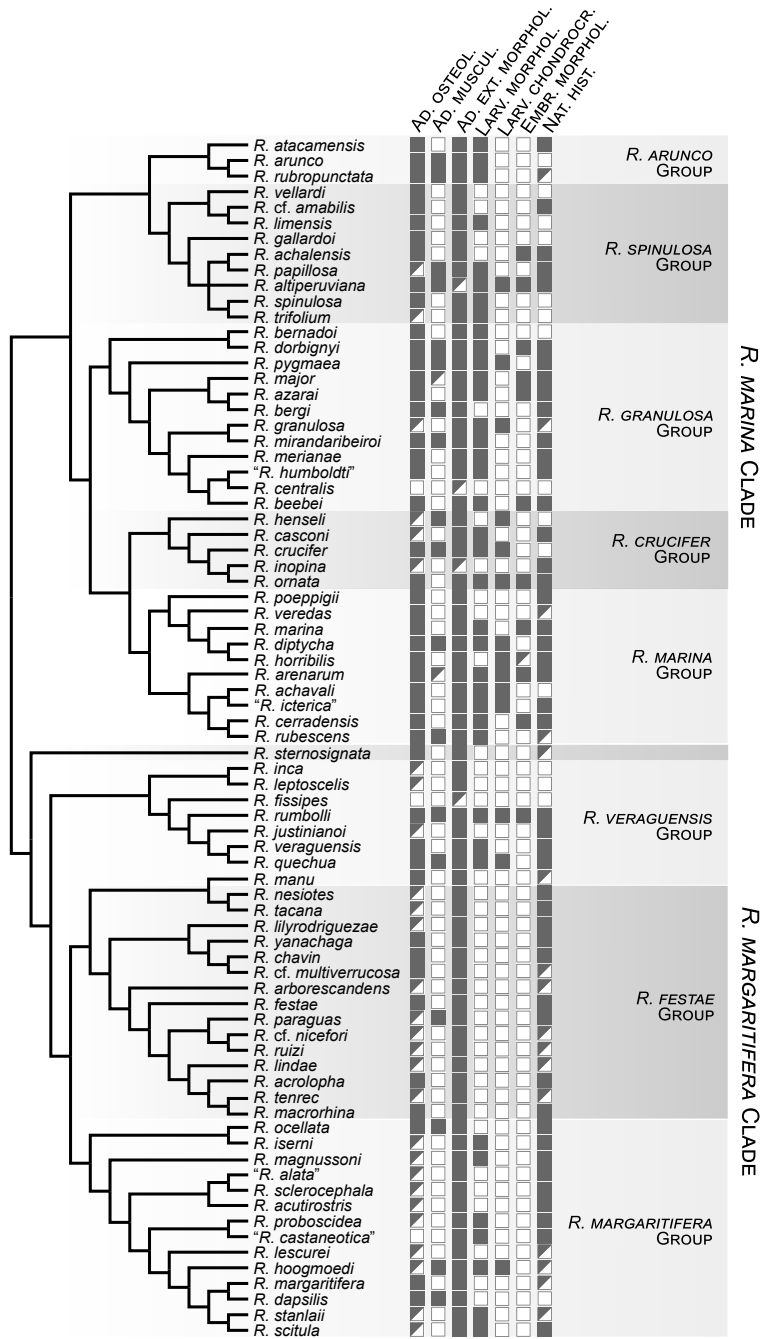 AD. OSTEOL.
AD. MUSCUL.
AD. EXT. MORPHOL.
LARV. MORPHOL.
LARV. CHONDROCR.
EMBR. MORPHOL.
NAT. HIST.
R. atacamensis
R. arunco
R. rubropunctata
R. ARUNCO
GROUP
R. vellardi
R. cf. amabilis
R. limensis
R. gallardoi
R. achalensis
R. papillosa
R. altiperuviana
R. spinulosa
R. trifolium
R. SPINULOSA
GROUP
R. bernadoi
R. dorbignyi
R. pygmaea
R. major
R. azarai
R. bergi
R. granulosa
R. mirandaribeiroi
R. merianae
“R. humboldti”
R. centralis
R. beebei
R. GRANULOSA
GROUP
R. henseli
R. casconi
R. crucifer
R. inopina
R. ornata
R. CRUCIFER
GROUP
R. poeppigii
R. veredas
R. marina
R. diptycha
R. horribilis
R. arenarum
R. achavali
“R. icterica”
R. cerradensis
R. rubescens
R. MARINA
GROUP
R. MARINA CLADE
R. sternosignata
R. inca
R. leptoscelis
R. fissipes
R. rumbolli
R. justinianoi
R. veraguensis
R. quechua
R. manu
R. VERAGUENSIS
GROUP
R. nesiotes
R. tacana
R. lilyrodriguezae
R. yanachaga
R. chavin
R. cf. multiverrucosa
R. arborescandens
R. festae
R. paraguas
R. cf. nicefori
R. ruizi
R. lindae
R. acrolopha
R. tenrec
R. macrorhina
R. FESTAE
GROUP
R. ocellata
R. iserni
R. magnussoni
“R. alata”
R. sclerocephala
R. acutirostris
R. proboscidea
“R. castaneotica”
R. lescurei
R. hoogmoedi
R. margaritifera
R. dapsilis
R. stanlaii
R. scitula
R. MARGARITIFERA
GROUP
R. MARGARITIFERA CLADE